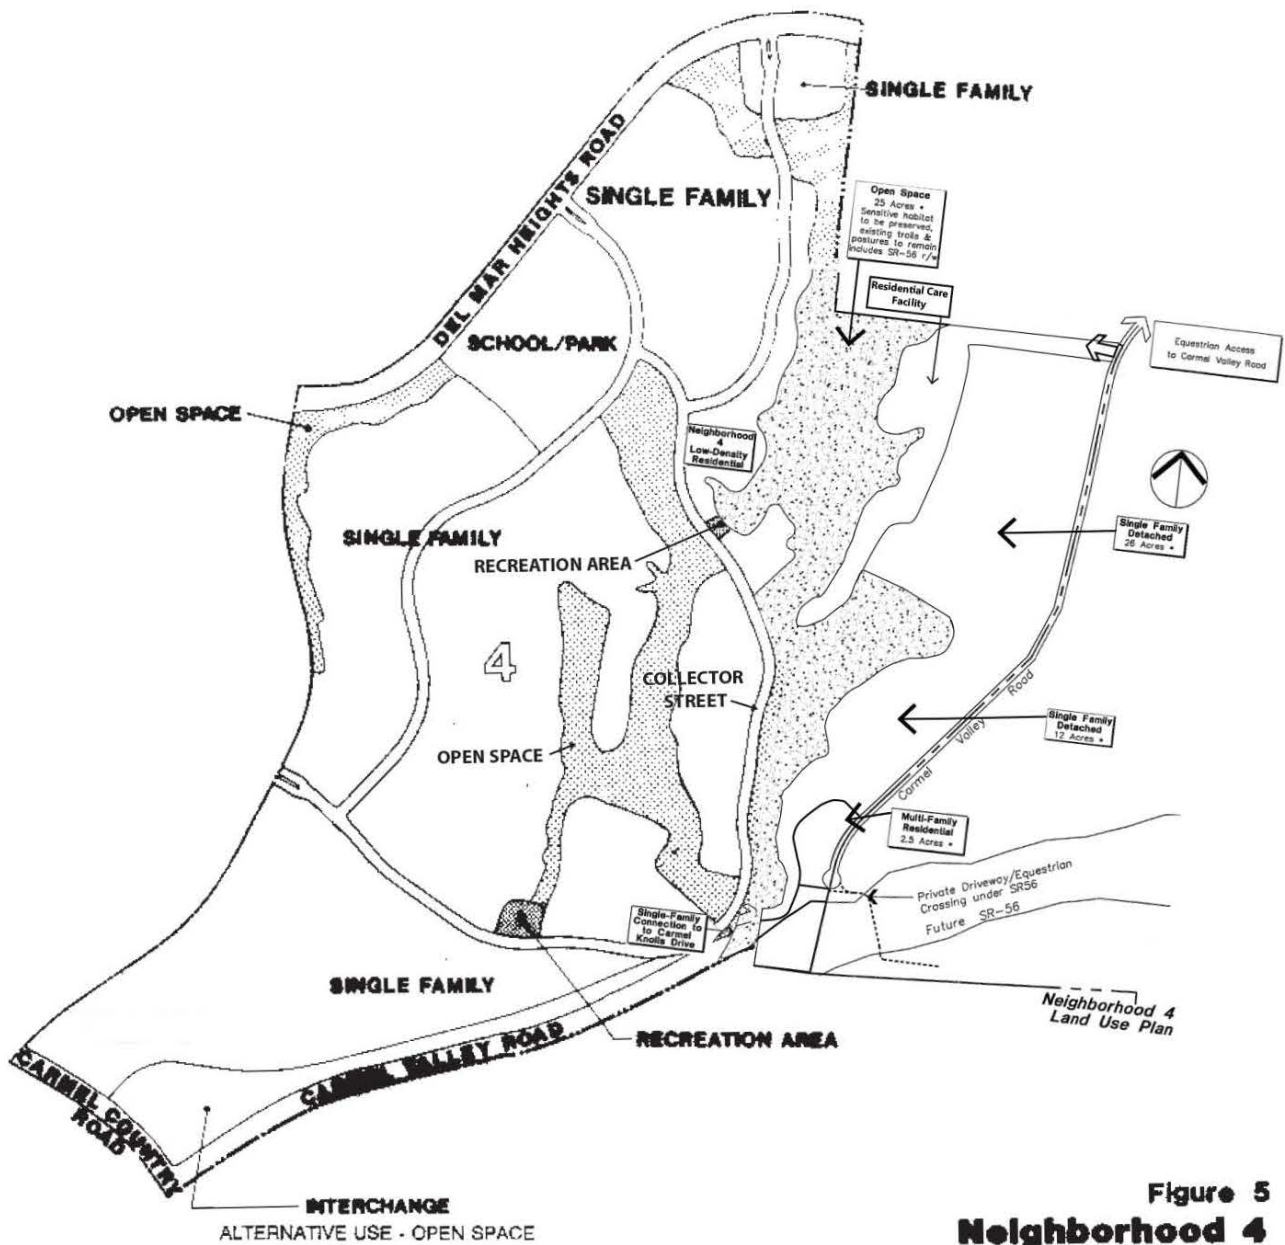 SINGLE FAMILY
DEL MAR HEIGHTS ROAD
SINGLE FAMILY
Open Space
25 Acres •
Sensitive habitat
to be preserved,
existing trails &
pastures to remain
includes SR-56 r/w
Residential Care
Facility
Equestrian Access
to Carmel Valley Road
SCHOOL/PARK
OPEN SPACE
Neighborhood
4
Low-Density
Residential
SINGLE FAMILY
RECREATION AREA
Single Family
Detached
26 Acres •
4
COLLECTOR
STREET
Carmel Valley Road
Single Family
Detached
12 Acres •
OPEN SPACE
Multi-Family
Residential
2.5 Acres •
Private Driveway/Equestrian
Crossing under SR56
Future SR-56
Single-Family
Connection to
to Carmel
Knolls Drive
SINGLE FAMILY
Neighborhood 4
Land Use Plan
RECREATION AREA
CARMEL VALLEY ROAD
CARMEL COUNTRY
ROAD
INTERCHANGE
ALTERNATIVE USE - OPEN SPACE
Figure 5
Neighborhood 4